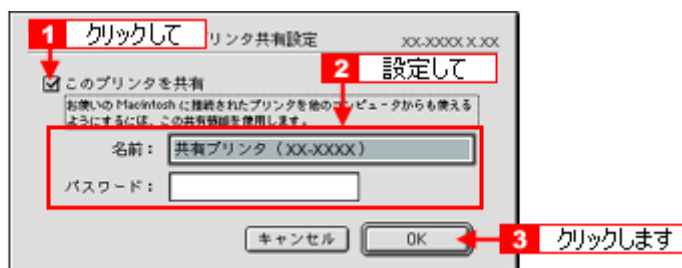 1 クリックして
リンタ共有設定 XX-XXXX X.XX
2 設定して
このプリンタを共有
お使いの Macintosh に接続されたプリンタを他のコンピュータからも使える
ようにするには、この共有機能を使用します。
名前： 共有プリンタ（XX-XXXX）
パスワード：
キャンセル OK 3 クリックします